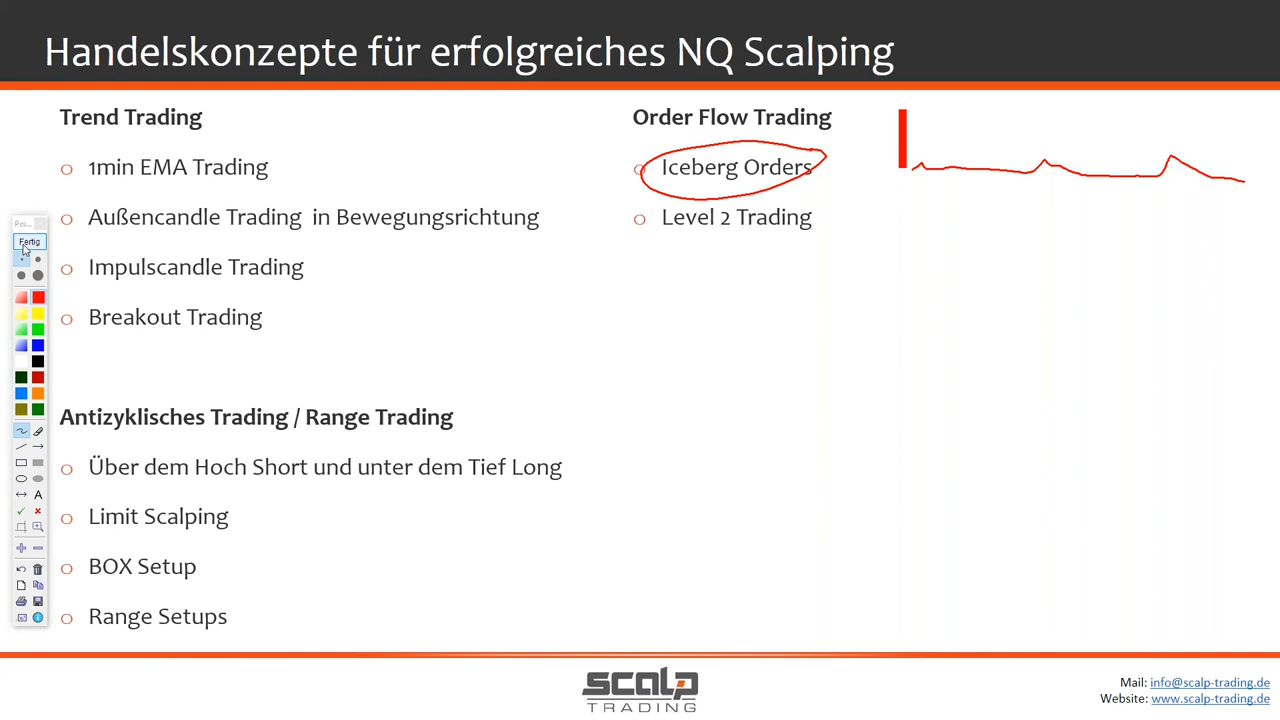 Handelskonzepte für erfolgreiches NQ Scalping
Trend Trading
o 1min EMA Trading
o Außencandle Trading in Bewegungsrichtung
o Impulscandle Trading
o Breakout Trading
Antizyklisches Trading / Range Trading
o Über dem Hoch Short und unter dem Tief Long
o Limit Scalping
o BOX Setup
o Range Setups
Order Flow Trading
o Iceberg Orders
o Level 2 Trading
Poi...
Fertig
A
SCALP
TRADING
Mail: info@scalp-trading.de
Website: www.scalp-trading.de